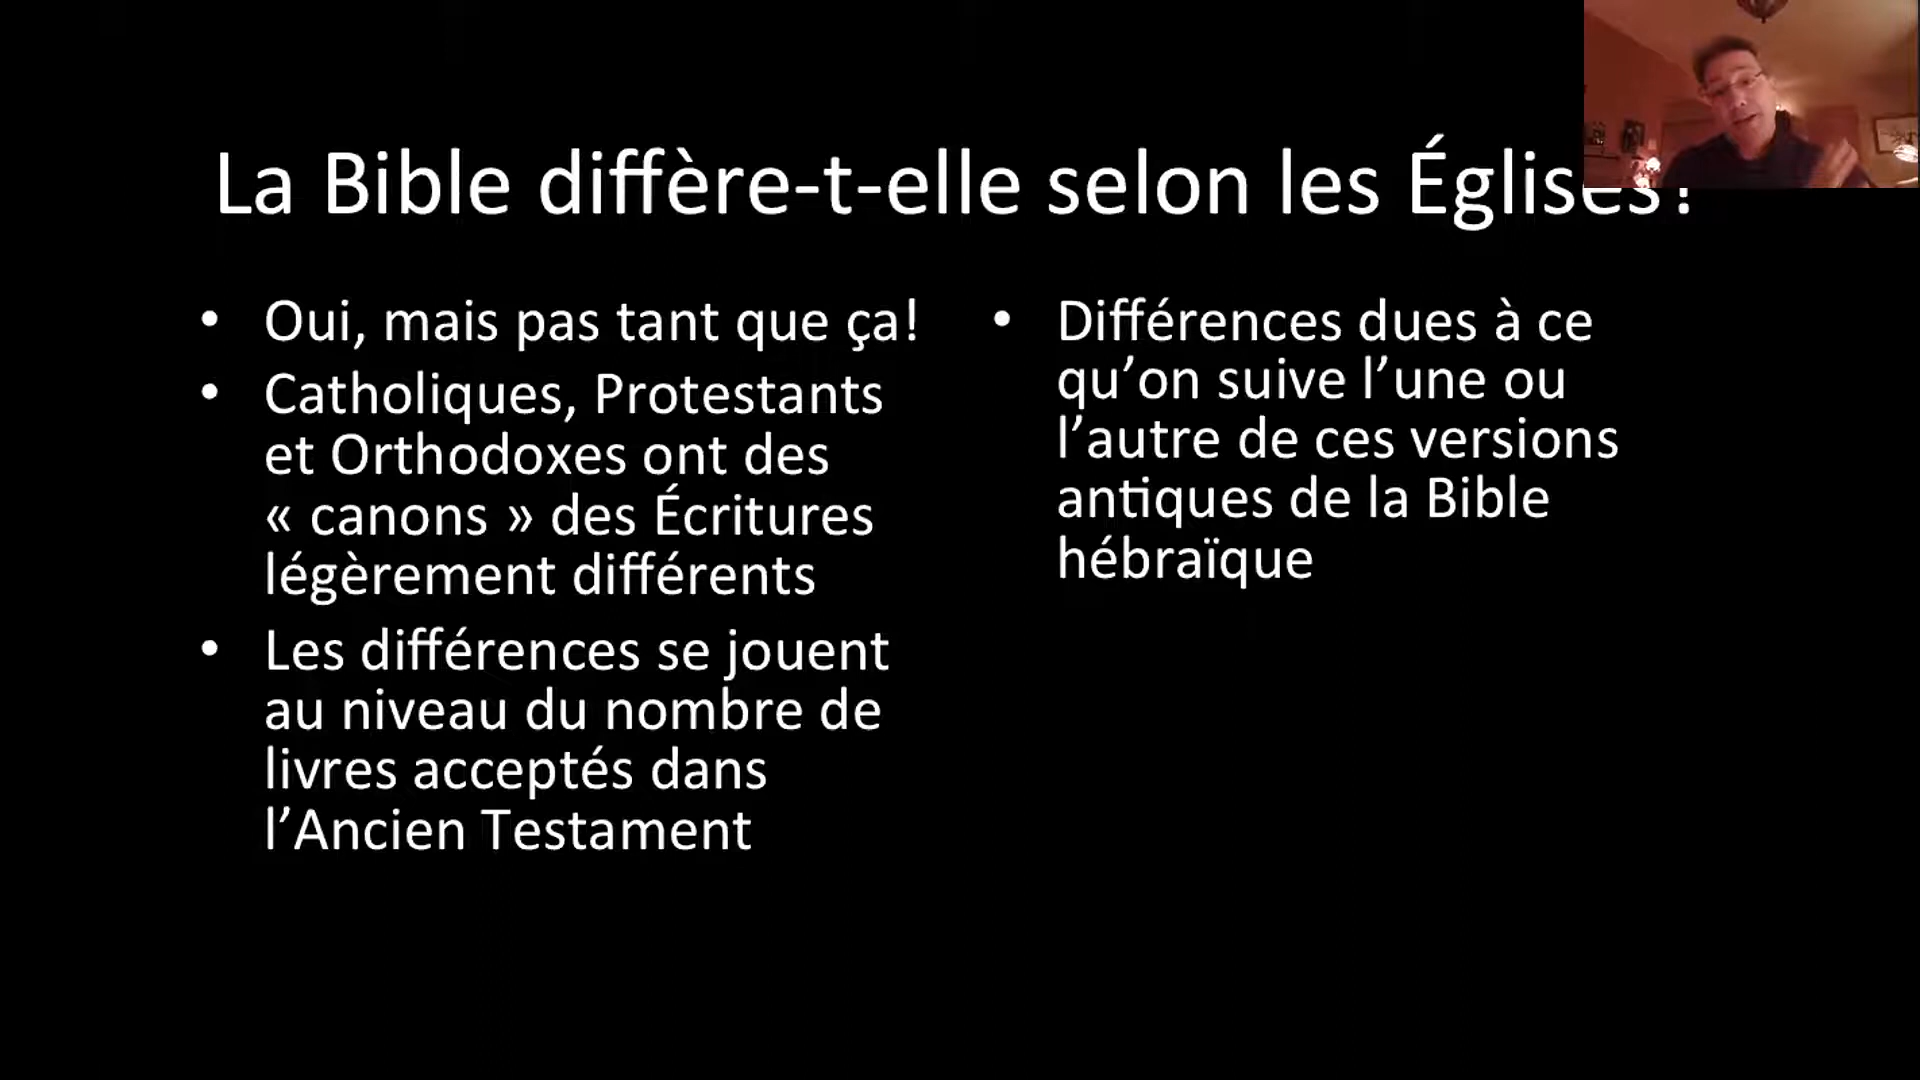 La Bible diffère-t-elle selon les Églises?
• Oui, mais pas tant que ça!
• Catholiques, Protestants
et Orthodoxes ont des
« canons » des Écritures
légèrement différents
• Les différences se jouent
au niveau du nombre de
livres acceptés dans
l’Ancien Testament
• Différences dues à ce
qu’on suive l’une ou
l’autre de ces versions
antiques de la Bible
hébraïque